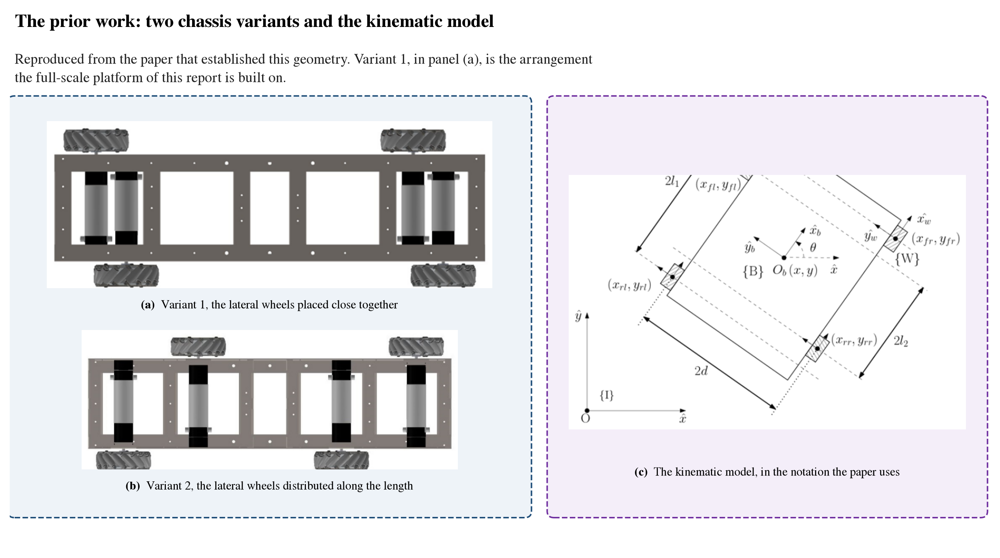 The prior work: two chassis variants and the kinematic model
Reproduced from the paper that established this geometry. Variant 1, in panel (a), is the arrangement
the full-scale platform of this report is built on.
(a) Variant 1, the lateral wheels placed close together
(b) Variant 2, the lateral wheels distributed along the length
2l₁
(x_fl, y_fl)
x̂_w
ŷ_w
(x_fr, y_fr)
{W}
x̂_b
ŷ_b
θ
{B} O_b(x, y) x̂
(x_rl, y_rl)
ŷ
(x_rr, y_rr)
2l₂
2d
{I}
O
x̂
(c) The kinematic model, in the notation the paper uses